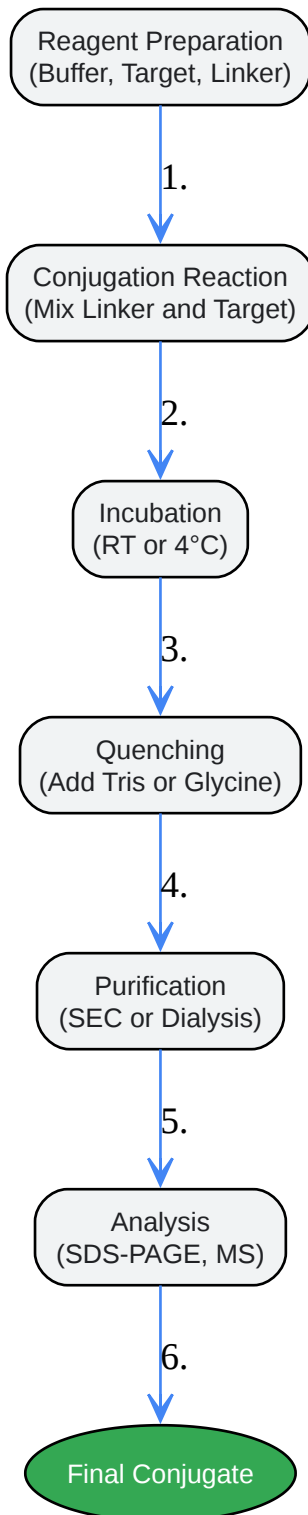 Reagent Preparation
(Buffer, Target, Linker)
1.
Conjugation Reaction
(Mix Linker and Target)
2.
Incubation
(RT or 4°C)
3.
Quenching
(Add Tris or Glycine)
4.
Purification
(SEC or Dialysis)
5.
Analysis
(SDS-PAGE, MS)
6.
Final Conjugate